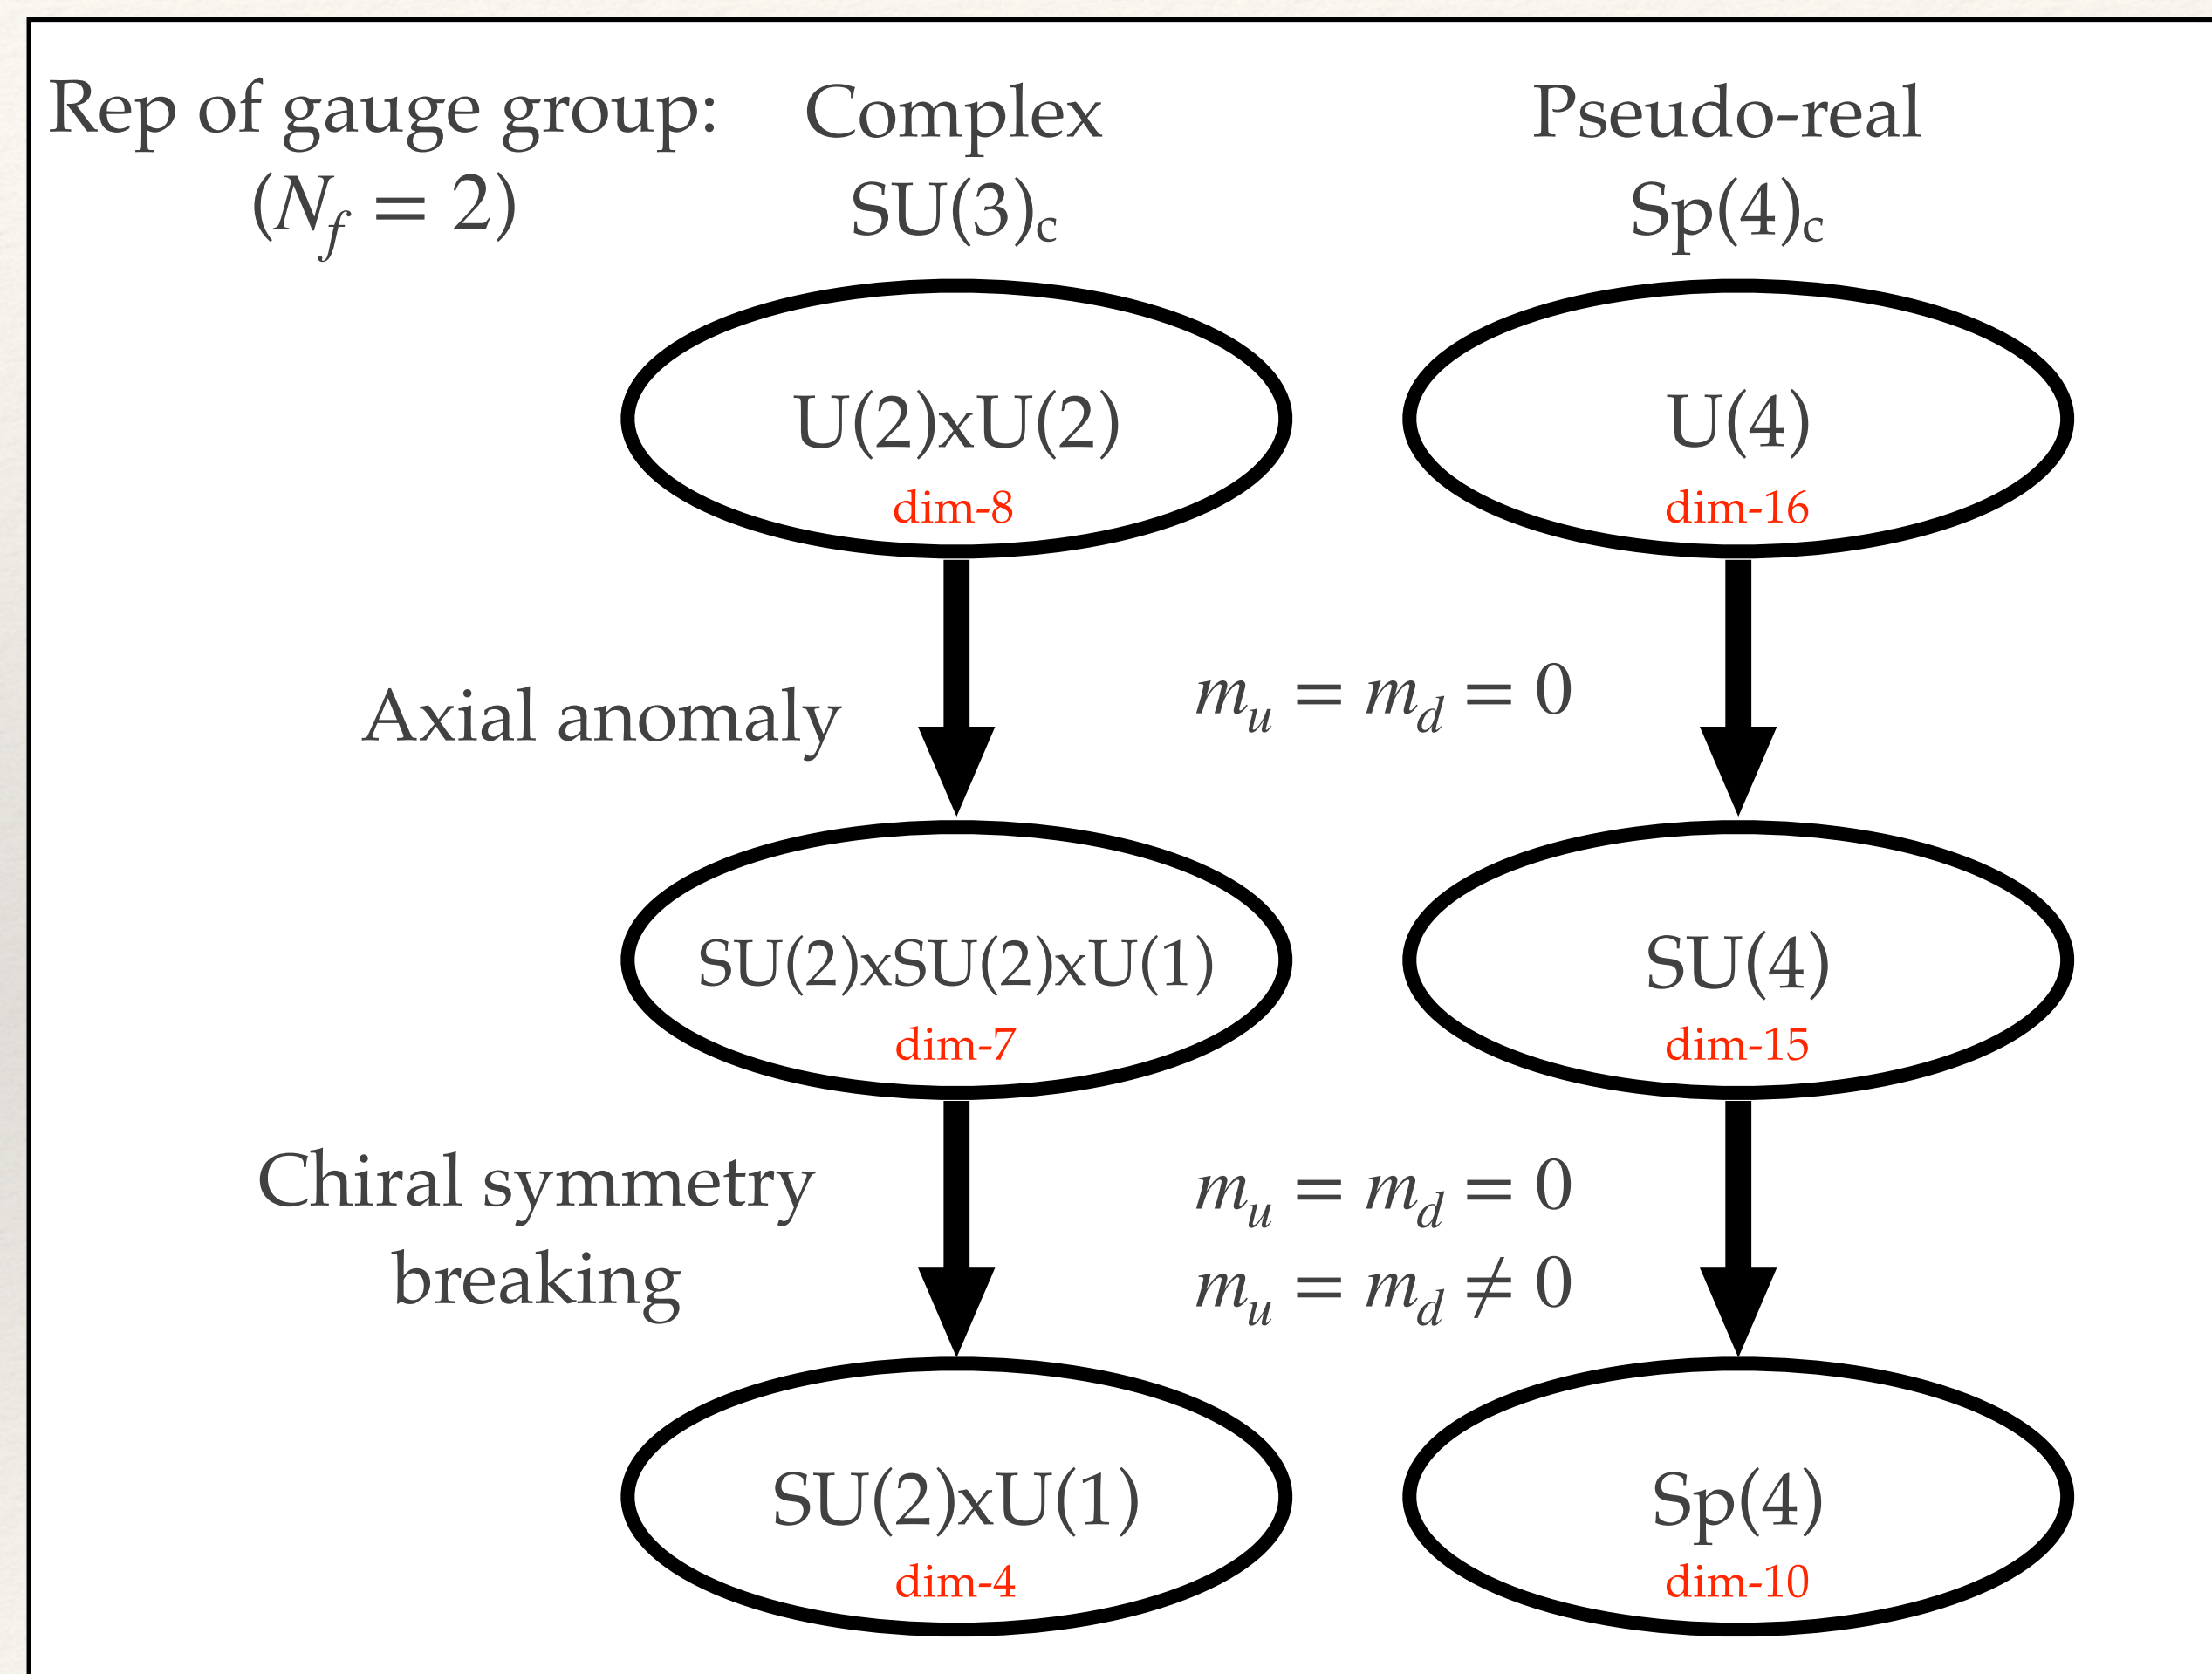 Rep of gauge group: Complex Pseudo-real
(N_f = 2) SU(3)_c Sp(4)_c
U(2)xU(2) U(4)
dim-8 dim-16
Axial anomaly m_u = m_d = 0
SU(2)xSU(2)xU(1) SU(4)
dim-7 dim-15
Chiral symmetry m_u = m_d = 0
breaking m_u = m_d ≠ 0
SU(2)xU(1) Sp(4)
dim-4 dim-10